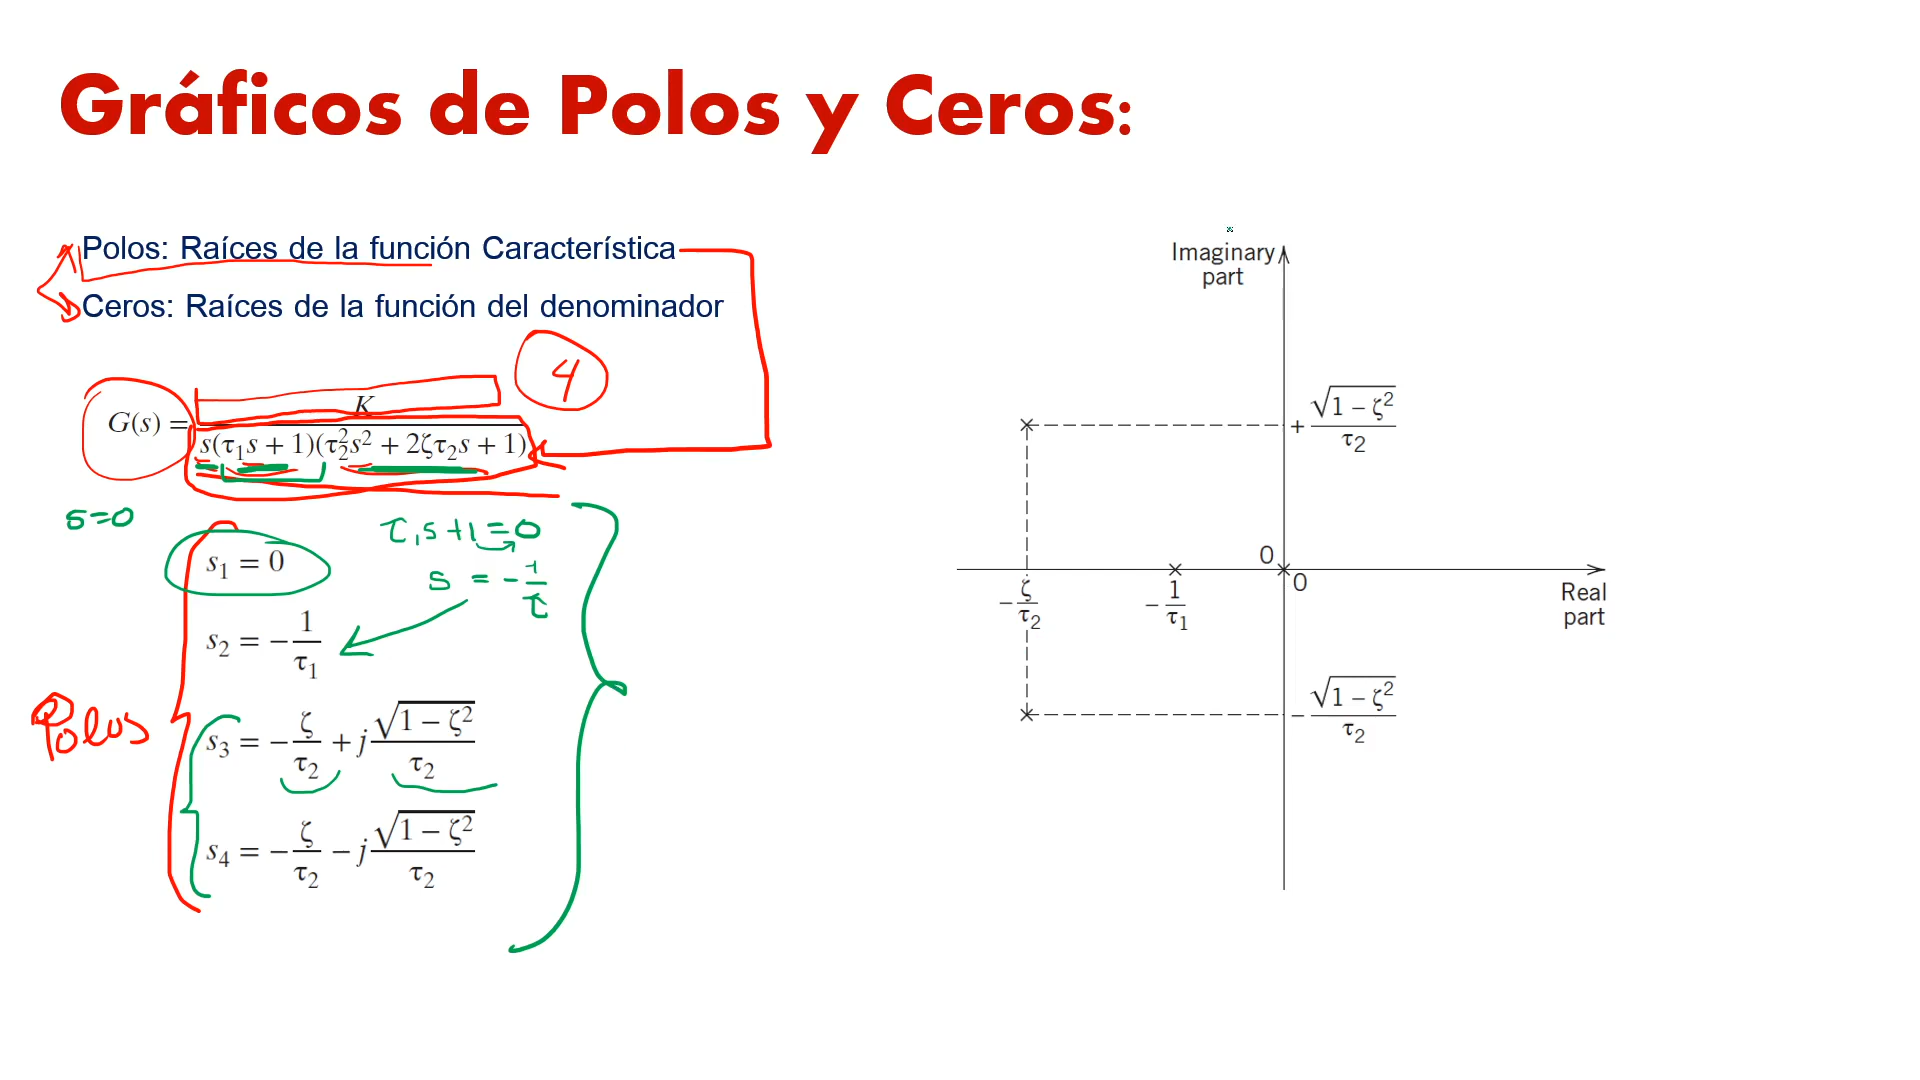 Gráficos de Polos y Ceros:
Polos: Raíces de la función Característica
Ceros: Raíces de la función del denominador
4
G(s) = K / s(τ₁s + 1)(τ₂²s² + 2ζτ₂s + 1)
s=0
τ₁s+1=0
s₁ = 0
s = -1/τ
s₂ = -1/τ₁
Polos
s₃ = -ζ/τ₂ + j√(1 − ζ²)/τ₂
s₄ = -ζ/τ₂ − j√(1 − ζ²)/τ₂
Imaginary
part
+ √(1 − ζ²)/τ₂
0
0
-ζ/τ₂
-1/τ₁
Real
part
− √(1 − ζ²)/τ₂